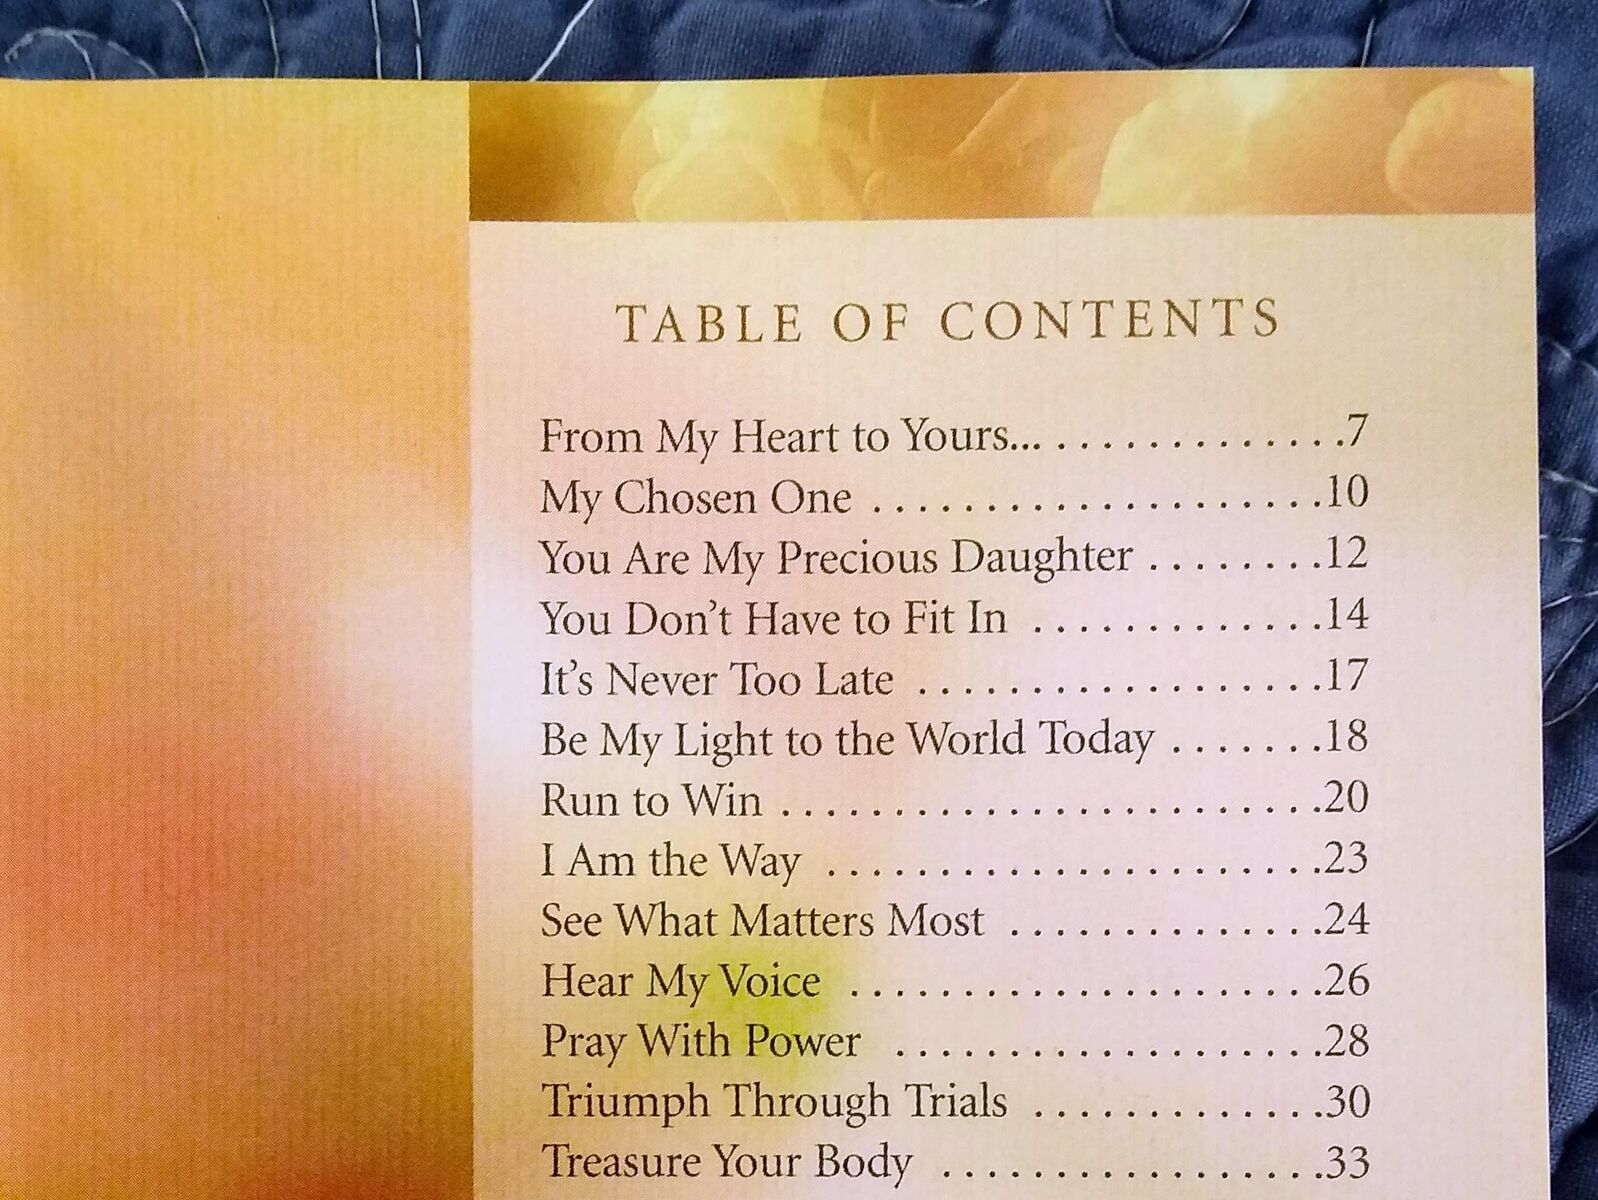 TABLE OF CONTENTS
From My Heart to Yours... . . . . . . . . . . . . . .7
My Chosen One . . . . . . . . . . . . . . . . . . . .10
You Are My Precious Daughter . . . . . . . .12
You Don't Have to Fit In . . . . . . . . . . . . .14
It's Never Too Late . . . . . . . . . . . . . . . . . .17
Be My Light to the World Today . . . . . . .18
Run to Win . . . . . . . . . . . . . . . . . . . . . . . .20
I Am the Way . . . . . . . . . . . . . . . . . . . . . .23
See What Matters Most . . . . . . . . . . . . . .24
Hear My Voice . . . . . . . . . . . . . . . . . . . . .26
Pray With Power . . . . . . . . . . . . . . . . . . .28
Triumph Through Trials . . . . . . . . . . . . .30
Treasure Your Body . . . . . . . . . . . . . . . . .33